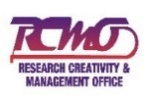 RCMO
RESEARCH CREATIVITY &
MANAGEMENT OFFICE